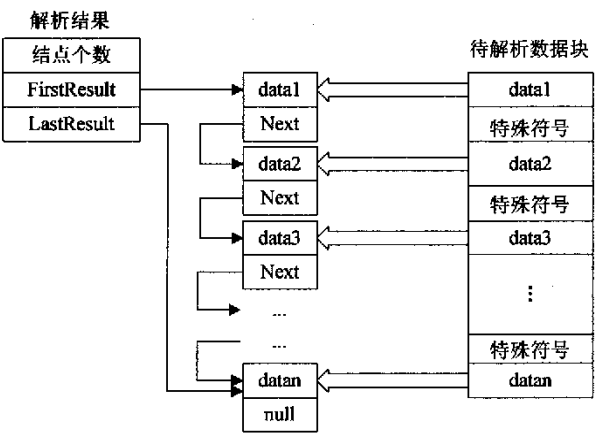 解析结果
结点个数
FirstResult
LastResult
data1
Next
data2
Next
data3
Next
...
...
datan
null
待解析数据块
data1
特殊符号
data2
特殊符号
data3
⋮
特殊符号
datan